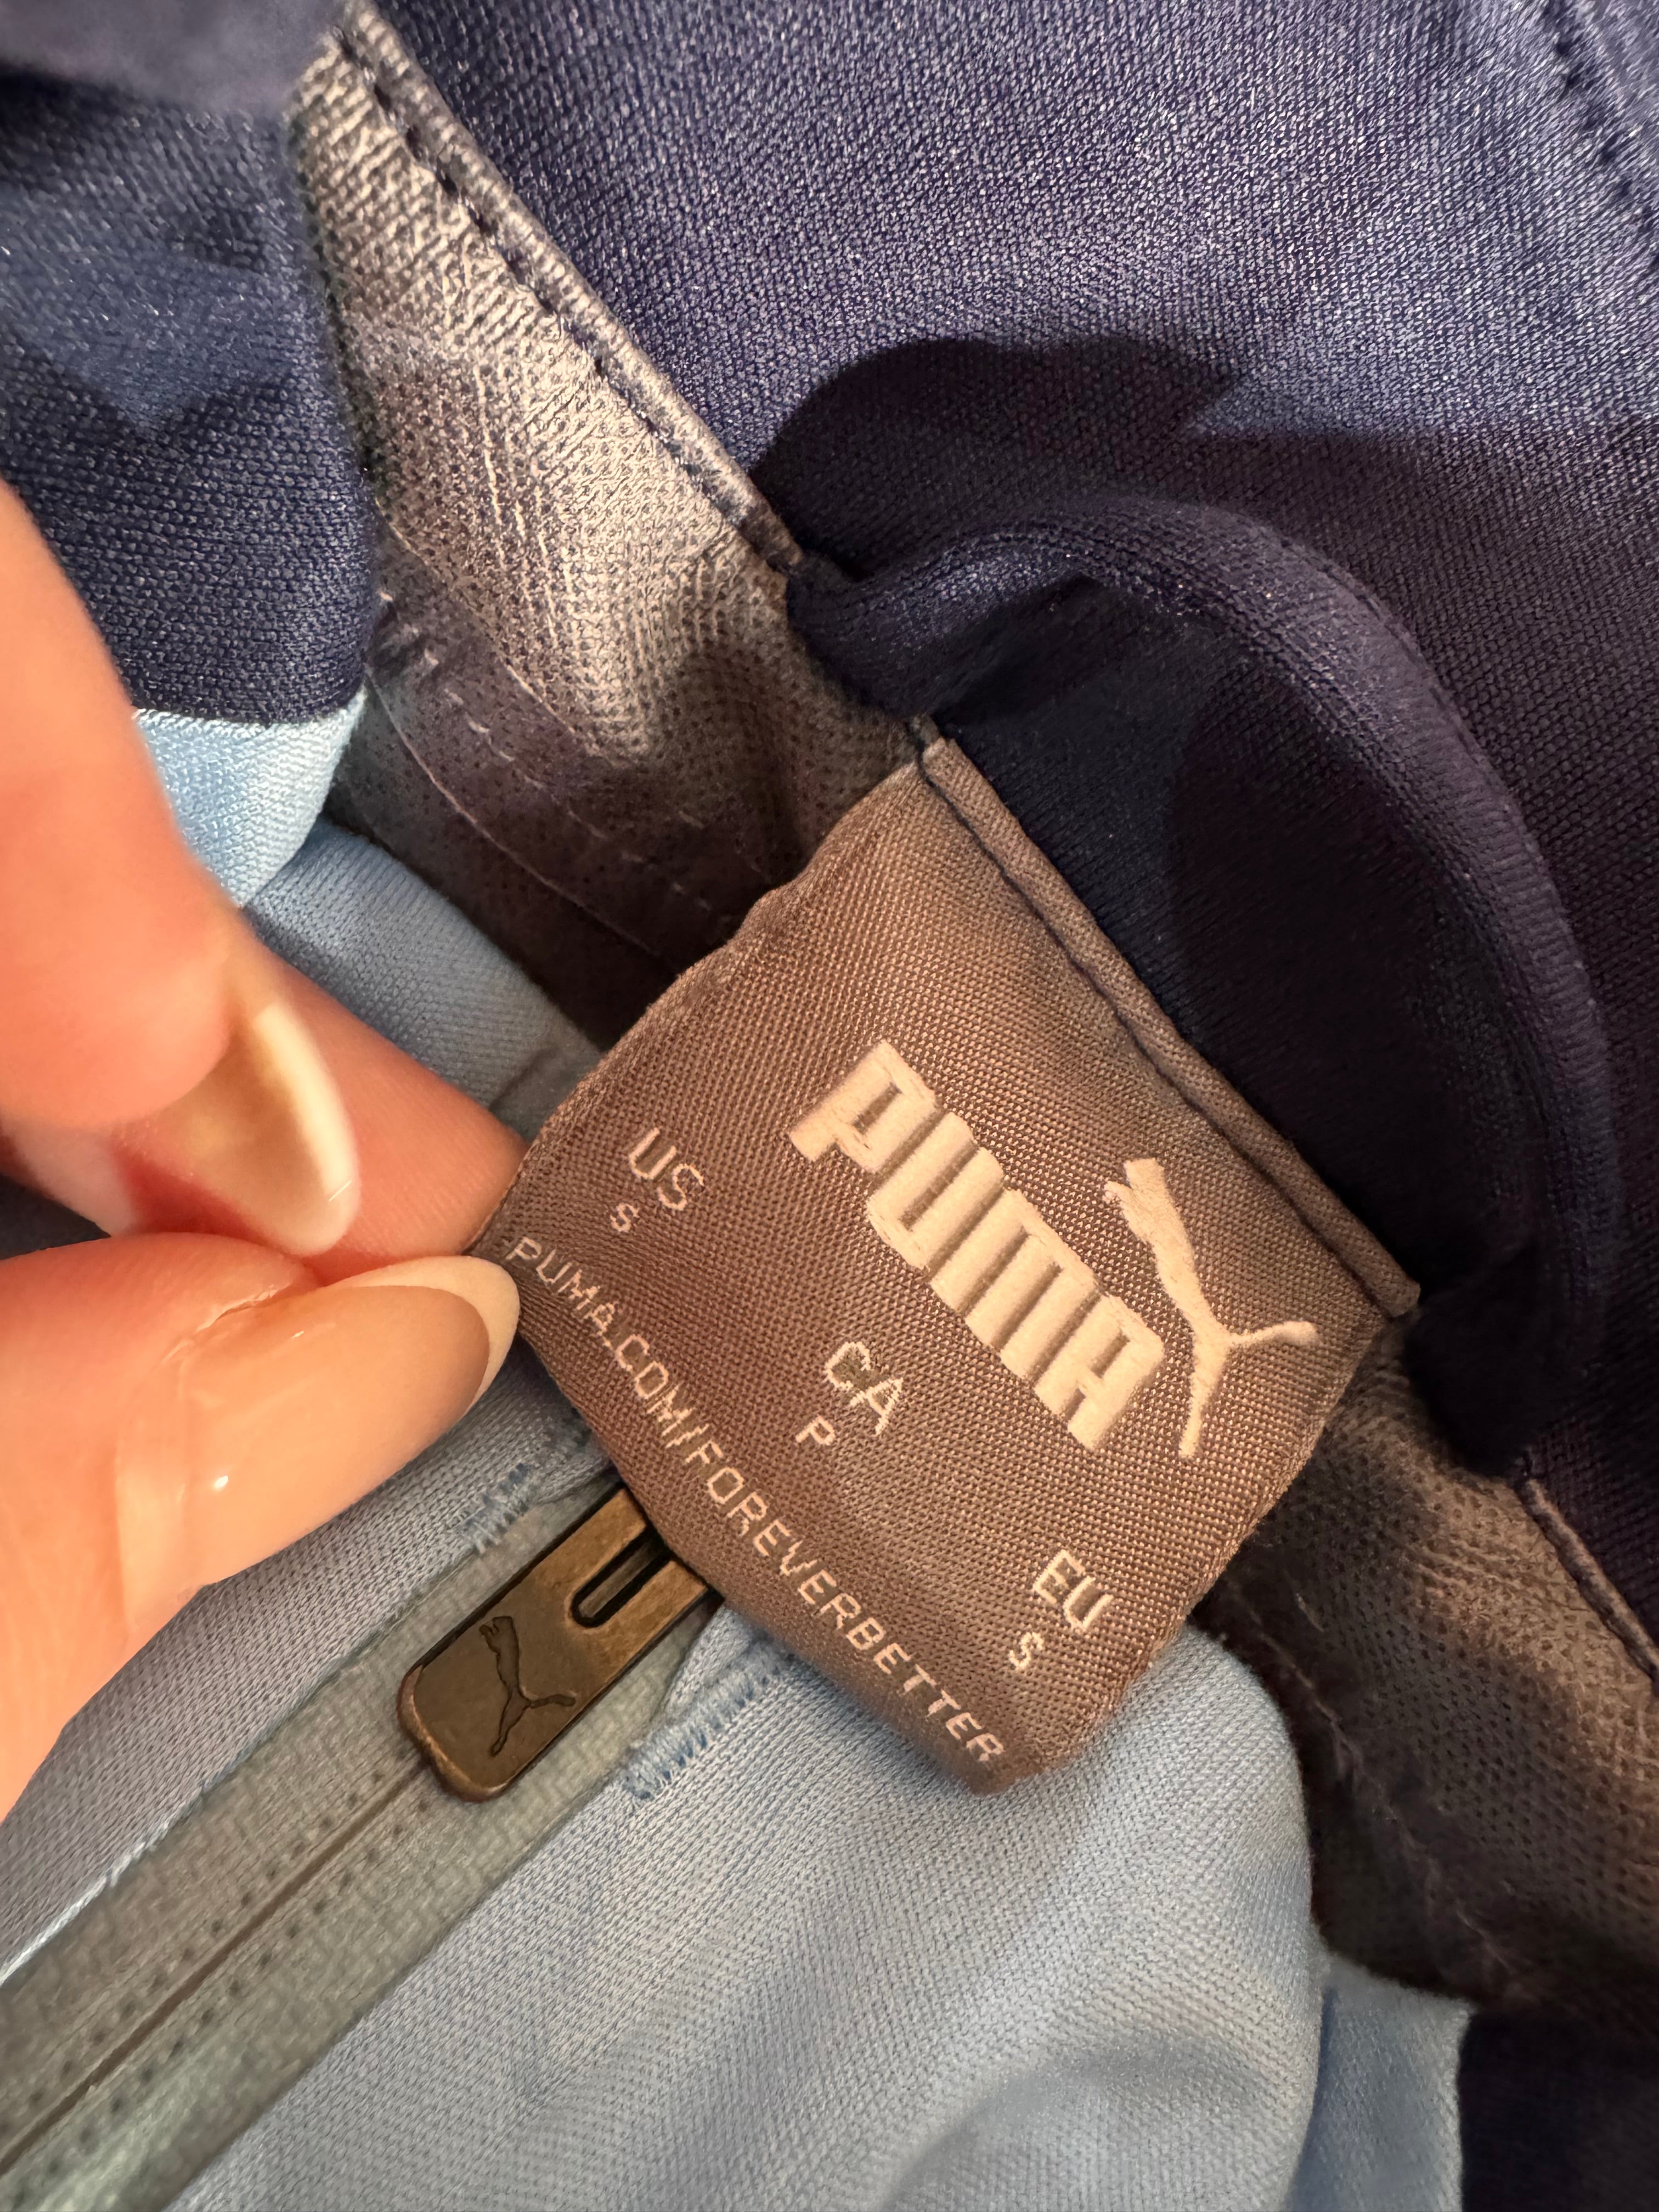 PUMA
US CA EU
S P S
PUMA.COM/FOREVERBETTER